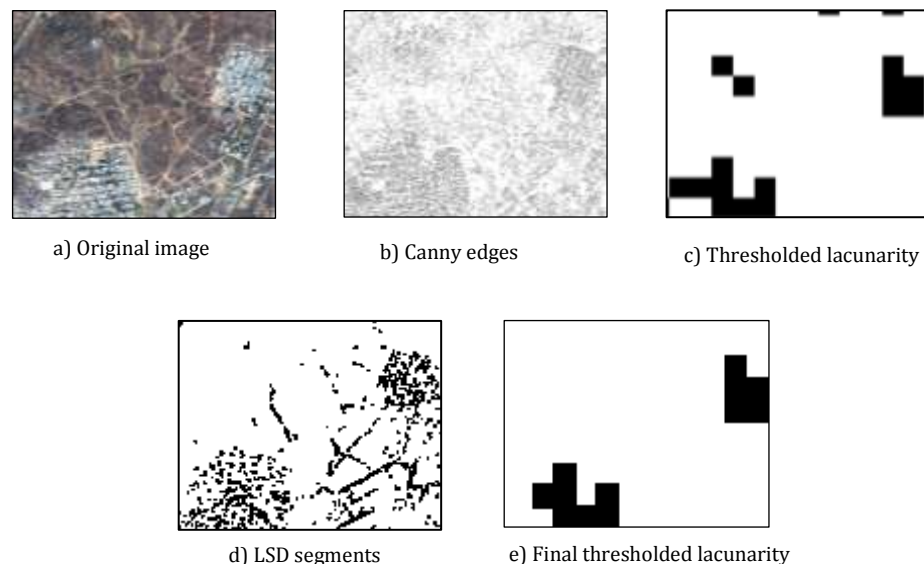 a) Original image
b) Canny edges
c) Thresholded lacunarity
d) LSD segments
e) Final thresholded lacunarity